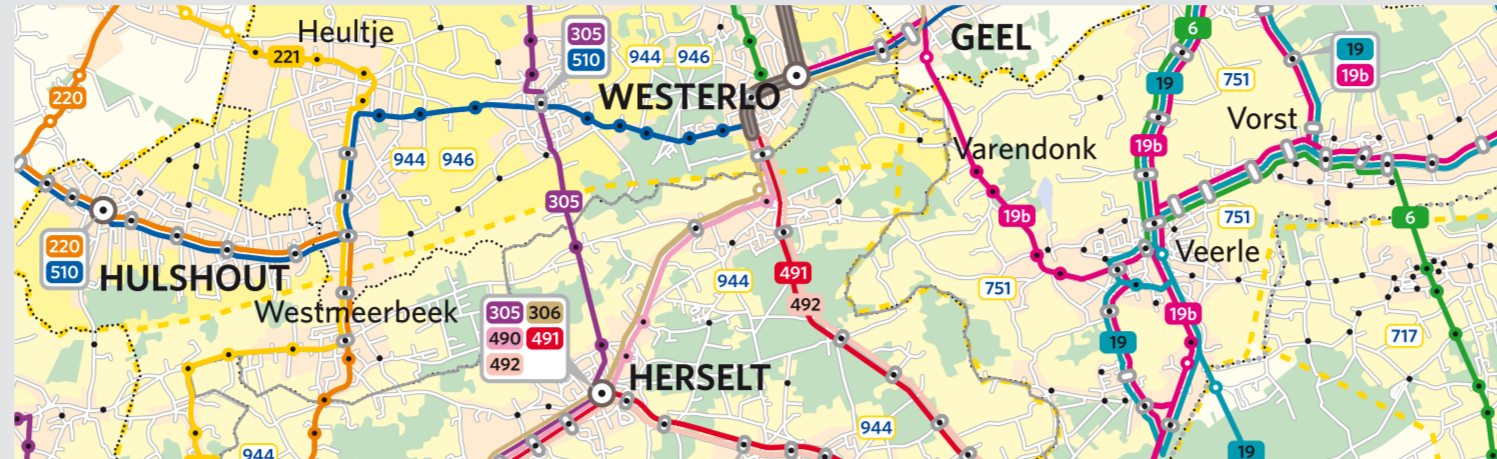 Heultje
305
510
944 946
GEEL
6
19
19b
221
220
WESTERLO
19
751
Vorst
944 946
19b
Varendonk
305
19b
751
6
220
510
HULSHOUT
Veerle
491
944
751
492
Westmeerbeek
305 306
490 491
492
19b
19
717
HERSELT
944
944
19